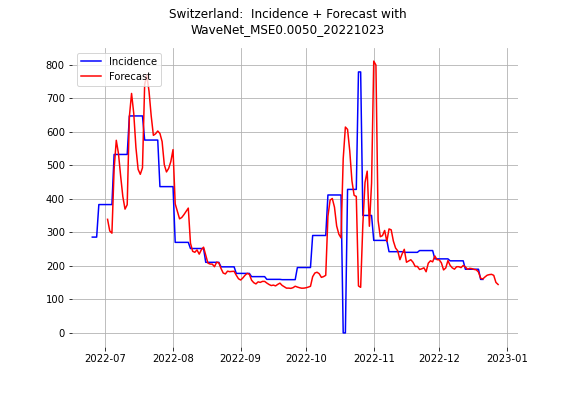 Switzerland:  Incidence + Forecast with
WaveNet_MSE0.0050_20221023
Incidence
Forecast
800
700
600
500
400
300
200
100
0
2022-07 2022-08 2022-09 2022-10 2022-11 2022-12 2023-01